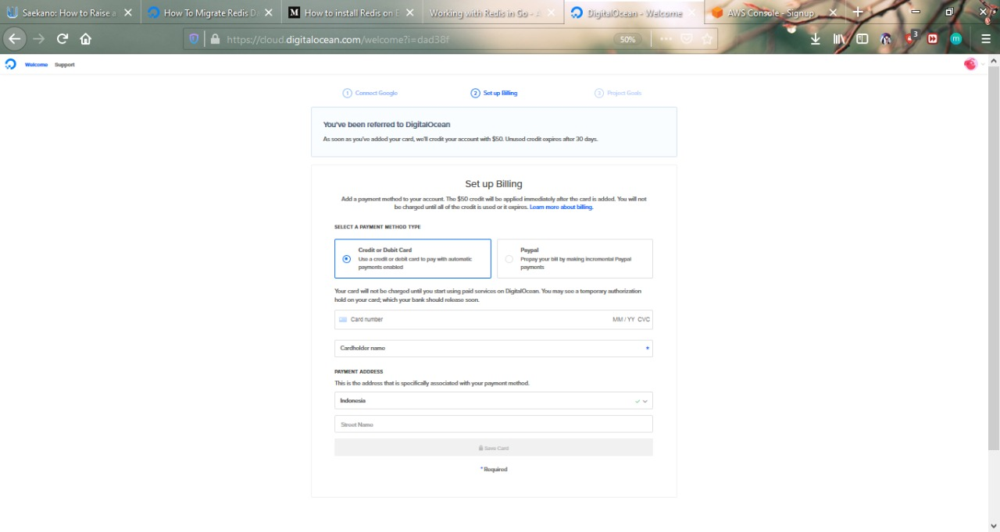 Saekano: How to Raise a
How To Migrate Redis Da
M How to install Redis on E
Working with Redis in Go - A
DigitalOcean - Welcome
AWS Console - Signup
https://cloud.digitalocean.com/welcome?i=dad38f
50%
3
m
Welcome Support
1 Connect Google
2 Set up Billing
3 Project Goals
You've been referred to DigitalOcean
As soon as you've added your card, we'll credit your account with $50. Unused credit expires after 30 days.
Set up Billing
Add a payment method to your account. The $50 credit will be applied immediately after the card is added. You will not
be charged until all of the credit is used or it expires. Learn more about billing.
SELECT A PAYMENT METHOD TYPE
Credit or Debit Card
Use a credit or debit card to pay with automatic
payments enabled
Paypal
Prepay your bill by making incremental Paypal
payments
Your card will not be charged until you start using paid services on DigitalOcean. You may see a temporary authorization
hold on your card; which your bank should release soon.
Card number MM / YY CVC
Cardholder name *
PAYMENT ADDRESS
This is the address that is specifically associated with your payment method.
Indonesia
Street Name
Save Card
* Required